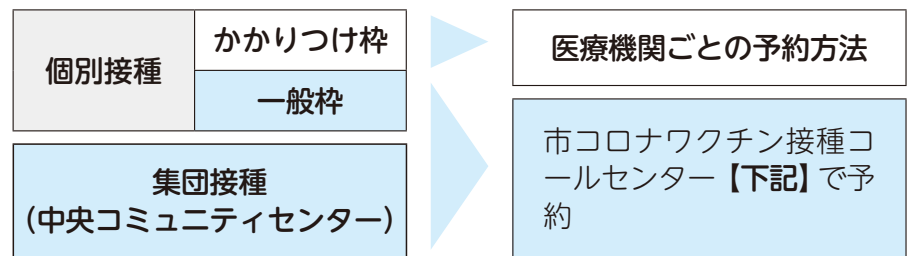 個別接種
かかりつけ枠
一般枠
集団接種
(中央コミュニティセンター)
医療機関ごとの予約方法
市コロナワクチン接種コ
ールセンター【下記】で予
約